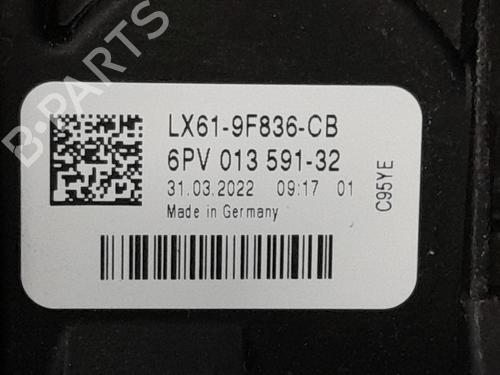 LX61-9F836-CB
6PV 013 591-32
31.03.2022 09:17 01
Made in Germany
C95YE
B-PARTS